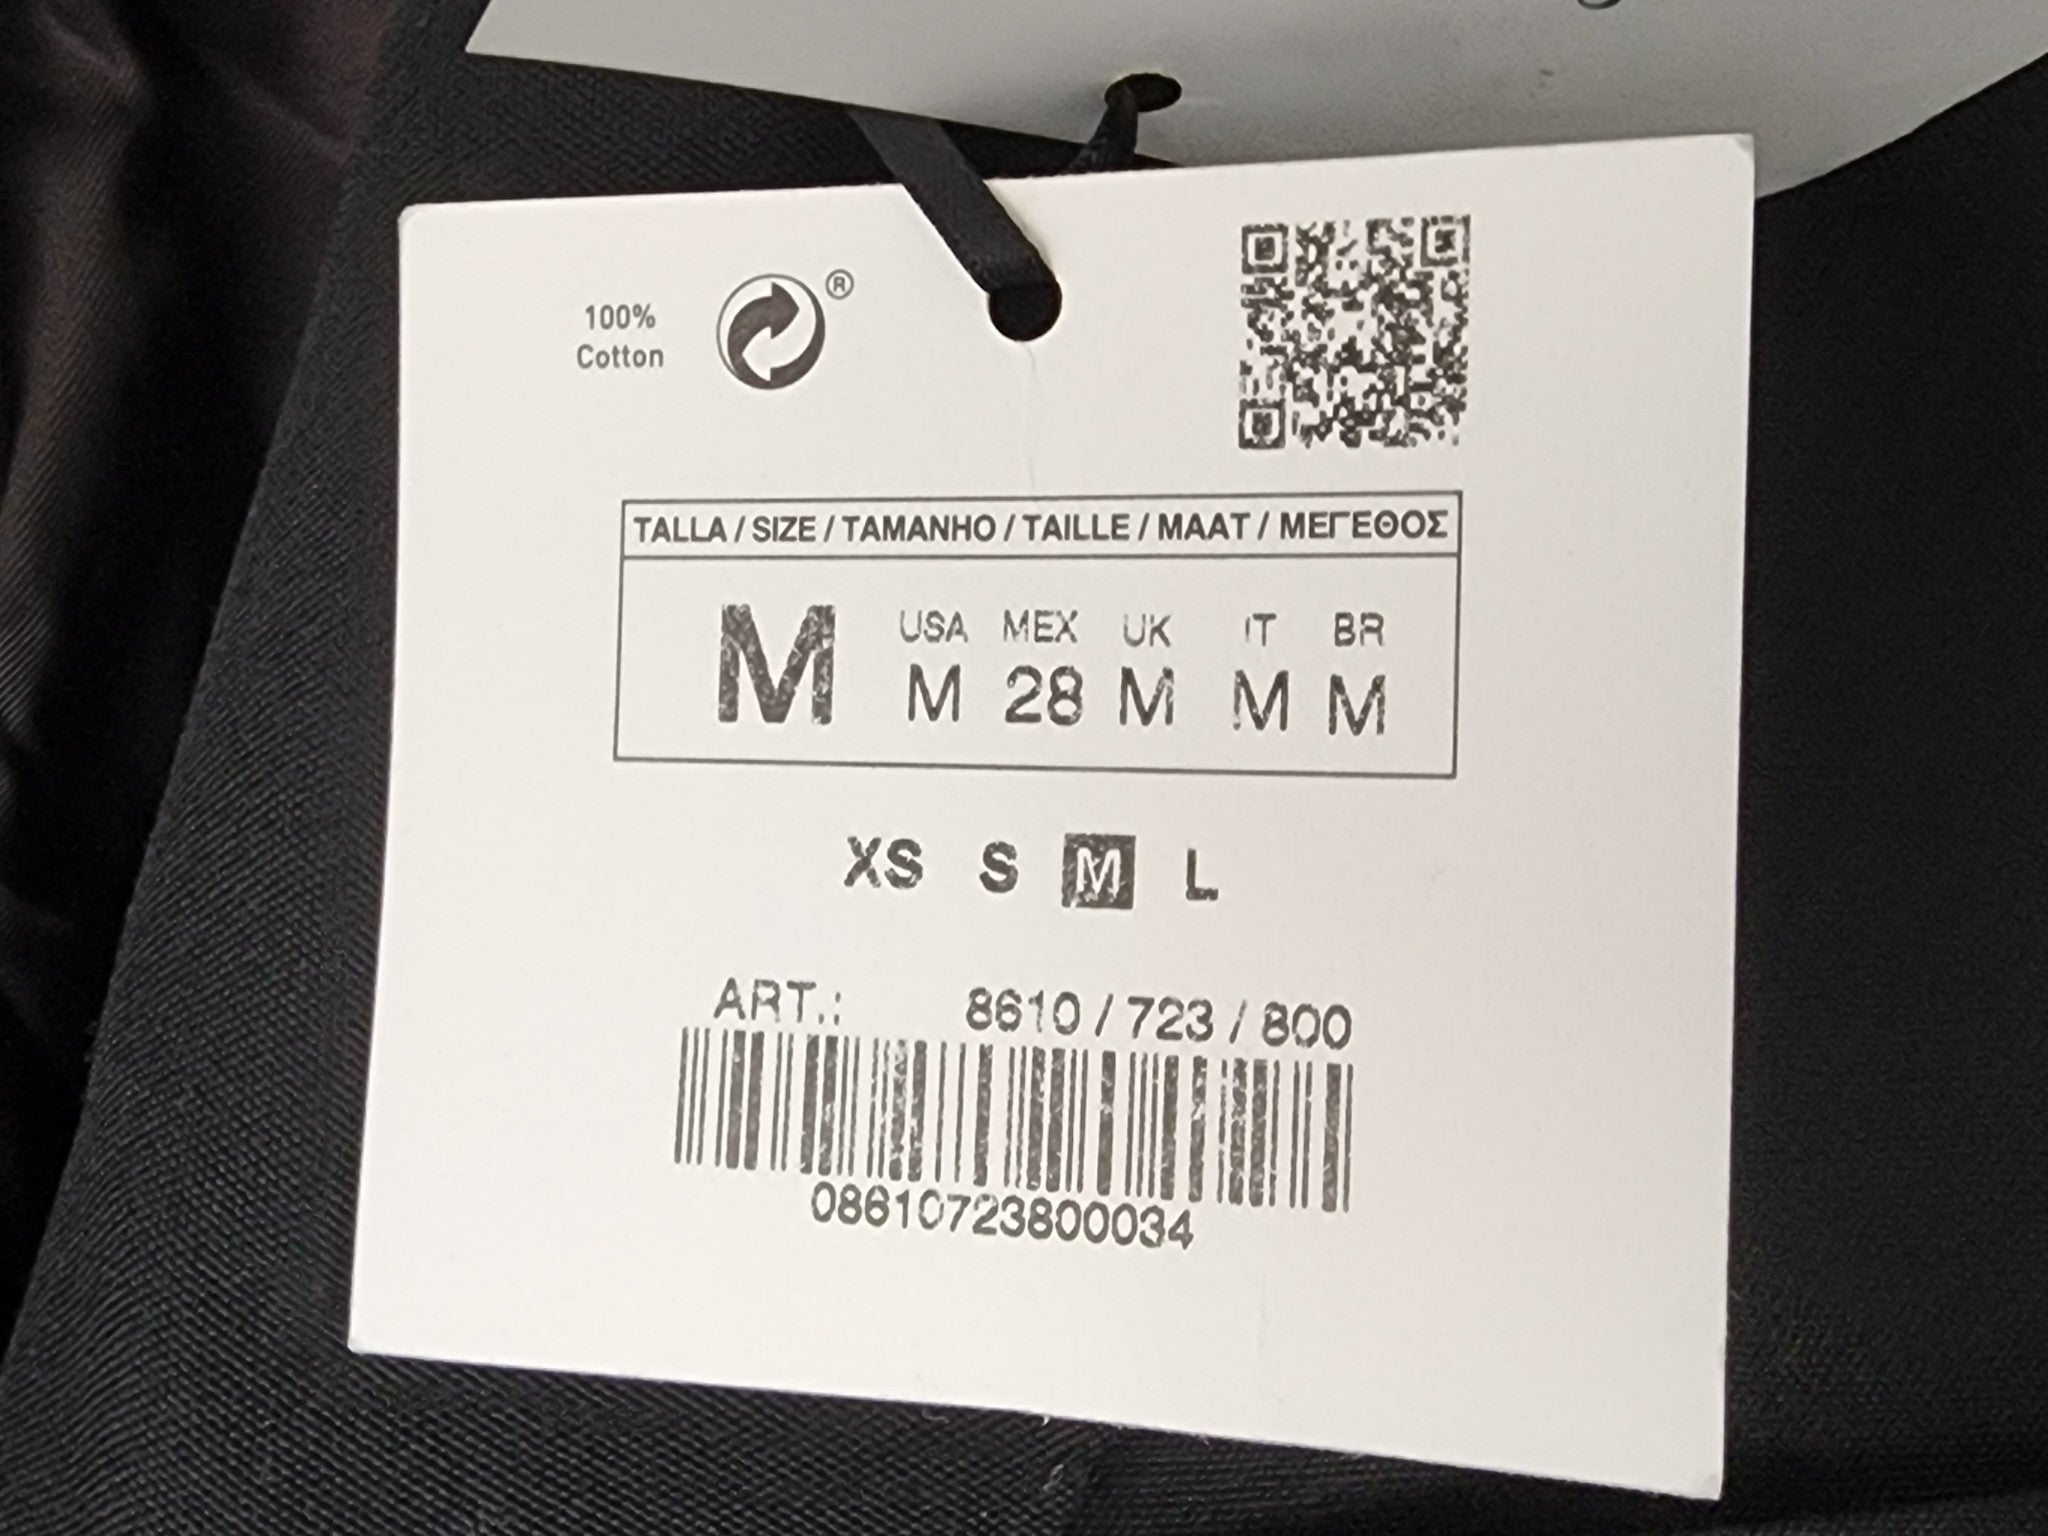 100%
Cotton
®
TALLA / SIZE / TAMANHO / TAILLE / MAAT / ΜΕΓΕΘΟΣ
M
USA MEX UK IT BR
M 28 M M M
XS S M L
ART.: 8610 / 723 / 800
08610723800034